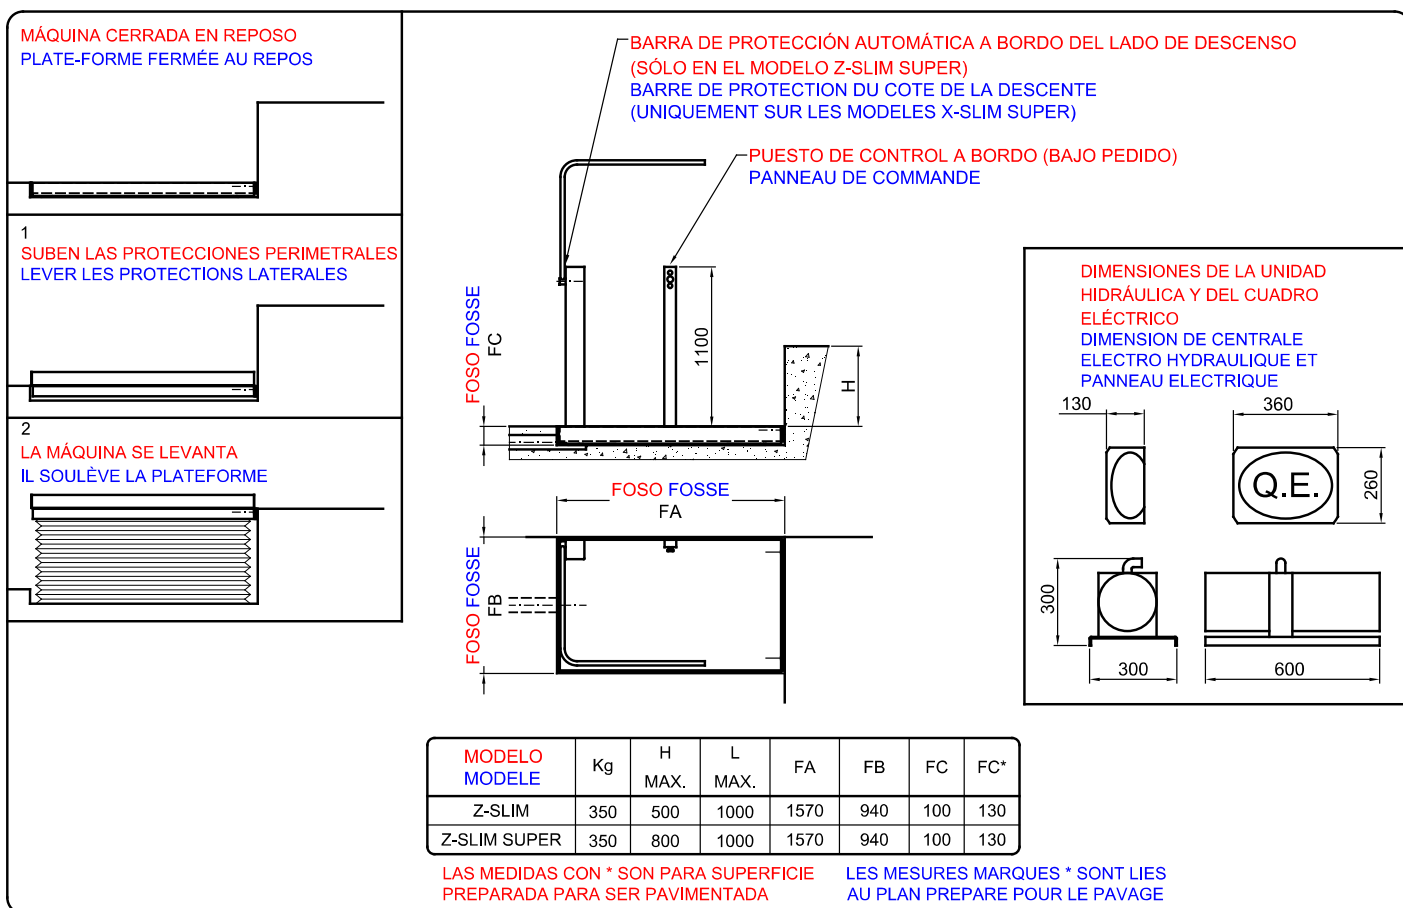 MÁQUINA CERRADA EN REPOSO
PLATE-FORME FERMÉE AU REPOS
1
SUBEN LAS PROTECCIONES PERIMETRALES
LEVER LES PROTECTIONS LATERALES
2
LA MÁQUINA SE LEVANTA
IL SOULÈVE LA PLATEFORME
BARRA DE PROTECCIÓN AUTOMÁTICA A BORDO DEL LADO DE DESCENSO
(SÓLO EN EL MODELO Z-SLIM SUPER)
BARRE DE PROTECTION DU COTE DE LA DESCENTE
(UNIQUEMENT SUR LES MODELES X-SLIM SUPER)
PUESTO DE CONTROL A BORDO (BAJO PEDIDO)
PANNEAU DE COMMANDE
FOSO FOSSE
FC
1100
H
FOSO FOSSE
FA
FOSO FOSSE
FB
DIMENSIONES DE LA UNIDAD
HIDRÁULICA Y DEL CUADRO
ELÉCTRICO
DIMENSION DE CENTRALE
ELECTRO HYDRAULIQUE ET
PANNEAU ELECTRIQUE
130
360
Q.E.
260
300
300
600
MODELO
MODELE
Kg
H
MAX.
L
MAX.
FA
FB
FC
FC*
Z-SLIM 350 500 1000 1570 940 100 130
Z-SLIM SUPER 350 800 1000 1570 940 100 130
LAS MEDIDAS CON * SON PARA SUPERFICIE
PREPARADA PARA SER PAVIMENTADA
LES MESURES MARQUES * SONT LIES
AU PLAN PREPARE POUR LE PAVAGE